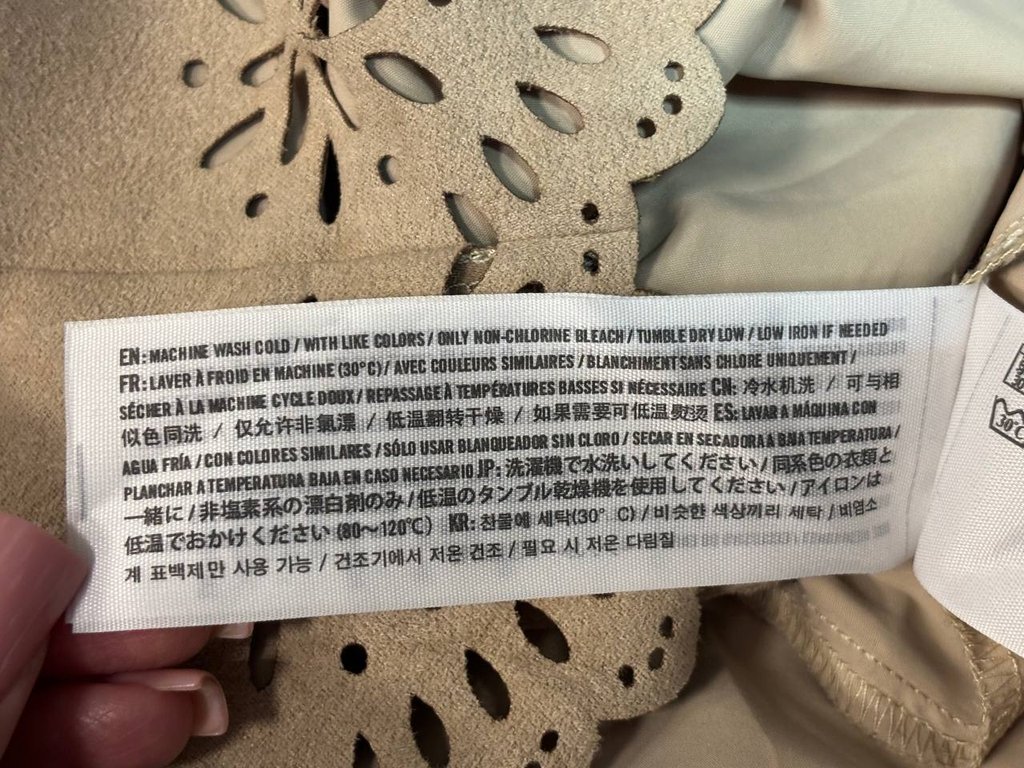 EN: MACHINE WASH COLD / WITH LIKE COLORS / ONLY NON-CHLORINE BLEACH / TUMBLE DRY LOW / LOW IRON IF NEEDED
FR: LAVER À FROID EN MACHINE (30°C) / AVEC COULEURS SIMILAIRES / BLANCHIMENT SANS CHLORE UNIQUEMENT /
SÉCHER À LA MACHINE CYCLE DOUX / REPASSAGE À TEMPÉRATURES BASSES SI NÉCESSAIRE CN: 冷水机洗 / 可与相
似色同洗 / 仅允许非氯漂 / 低温翻转干燥 / 如果需要可低温熨烫 ES: LAVAR A MÁQUINA CON
AGUA FRÍA / CON COLORES SIMILARES / SÓLO USAR BLANQUEADOR SIN CLORO / SECAR EN SECADORA A BAJA TEMPERATURA /
PLANCHAR A TEMPERATURA BAJA EN CASO NECESARIO JP: 洗濯機で水洗いしてください / 同系色の衣類と
一緒に / 非塩素系の漂白剤のみ / 低温のタンブル乾燥機を使用してください / アイロンは
低温でおかけください (80～120℃) KR: 찬물에 세탁(30° C) / 비슷한 색상끼리 세탁 / 비염소
계 표백제만 사용 가능 / 건조기에서 저온 건조 / 필요 시 저온 다림질
30°C